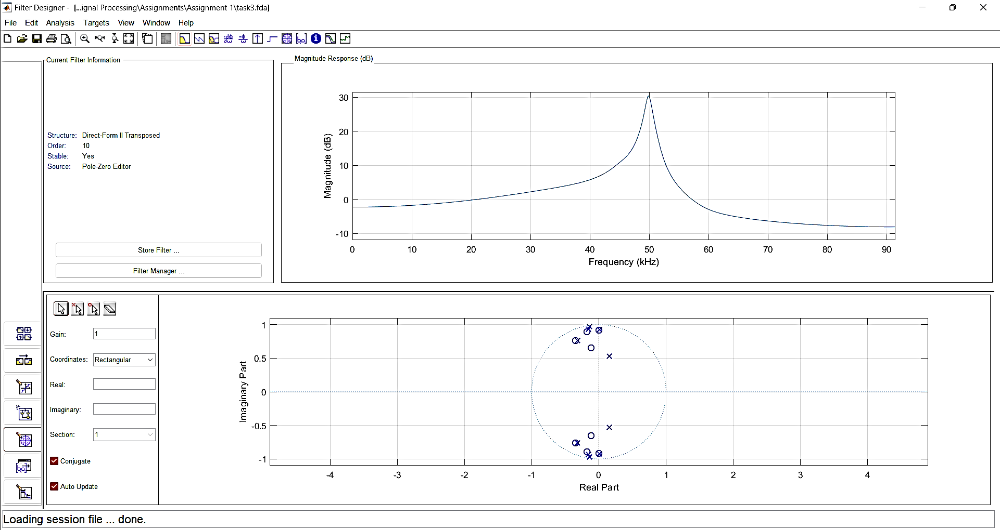 Filter Designer - [...ignal Processing\Assignments\Assignment 1\task3.fda]
File Edit Analysis Targets View Window Help
Current Filter Information
Structure: Direct-Form II Transposed
Order: 10
Stable: Yes
Source: Pole-Zero Editor
Store Filter ...
Filter Manager ...
Magnitude Response (dB)
Magnitude (dB)
30
20
10
0
-10
0 10 20 30 40 50 60 70 80 90
Frequency (kHz)
Gain: 1
Coordinates: Rectangular
Real:
Imaginary:
Section: 1
Conjugate
Auto Update
Imaginary Part
1
0.5
0
-0.5
-1
-4 -3 -2 -1 0 1 2 3 4
Real Part
Loading session file ... done.